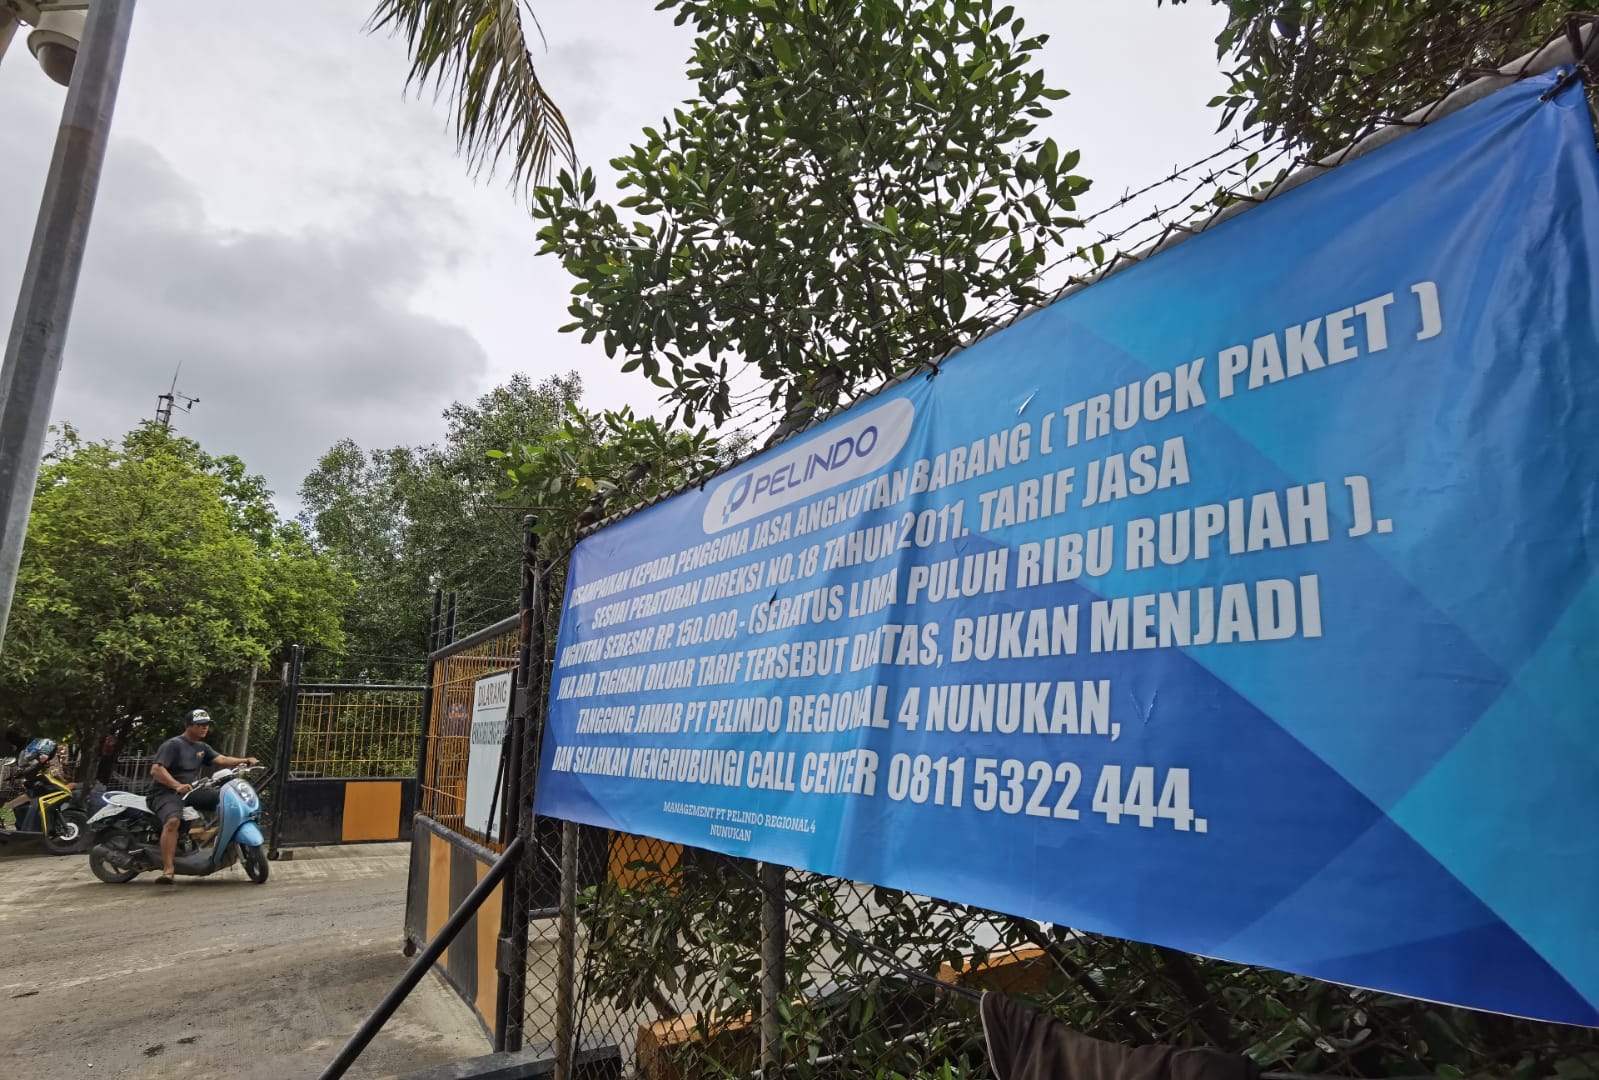 PELINDO
DISAMPAIKAN KEPADA PENGGUNA JASA ANGKUTAN BARANG ( TRUCK PAKET )
SESUAI PERATURAN DIREKSI NO.18 TAHUN 2011. TARIF JASA
ANGKUTAN SEBESAR RP. 150.000,- (SERATUS LIMA PULUH RIBU RUPIAH ).
JIKA ADA TAGIHAN DILUAR TARIF TERSEBUT DIATAS, BUKAN MENJADI
TANGGUNG JAWAB PT PELINDO REGIONAL 4 NUNUKAN,
DAN SILAHKAN MENGHUBUNGI CALL CENTER 0811 5322 444.
MANAGEMENT PT PELINDO REGIONAL 4
NUNUKAN
DILARANG